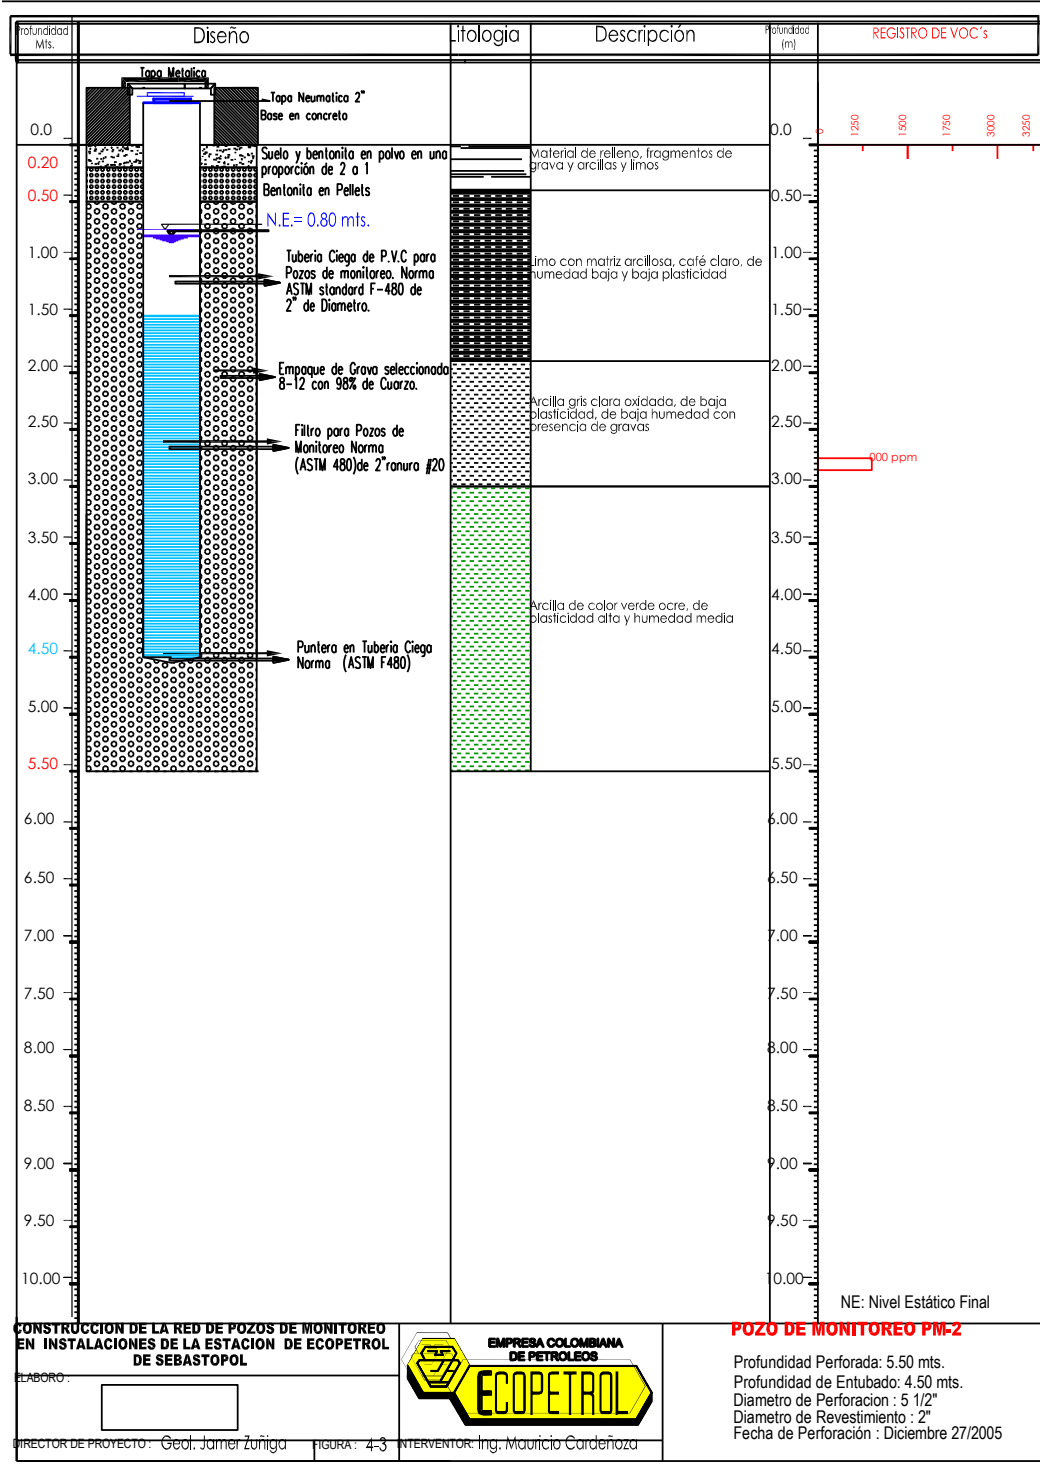 Profundidad
Mts.
Diseño
Litologia
Descripción
Profundidad
(m)
REGISTRO DE VOC´s
Tapa Metalica
Tapa Neumatica 2"
Base en concreto
0.0
0.20
0.50
1.00
1.50
2.00
2.50
3.00
3.50
4.00
4.50
5.00
5.50
6.00
6.50
7.00
7.50
8.00
8.50
9.00
9.50
10.00
Suelo y bentonita en polvo en una
proporción de 2 a 1
Bentonita en Pellets
N.E.= 0.80 mts.
Tuberia Ciega de P.V.C para
Pozos de monitoreo. Norma
ASTM standard F-480 de
2" de Diametro.
Empaque de Grava seleccionada
8-12 con 98% de Cuarzo.
Filtro para Pozos de
Monitoreo Norma
(ASTM 480)de 2"ranura #20
Puntera en Tuberia Ciega
Norma (ASTM F480)
Material de relleno, fragmentos de
grava y arcillas y limos
Limo con matriz arcillosa, café claro, de
humedad baja y baja plasticidad
Arcilla gris clara oxidada, de baja
plasticidad, de baja humedad con
presencia de gravas
Arcilla de color verde ocre, de
plasticidad alta y humedad media
0.0
0.50
1.00
1.50
2.00
2.50
3.00
3.50
4.00
4.50
5.00
5.50
6.00
6.50
7.00
7.50
8.00
8.50
9.00
9.50
10.00
0
1250
1500
1750
3000
3250
000 ppm
NE: Nivel Estático Final
CONSTRUCCION DE LA RED DE POZOS DE MONITOREO
EN INSTALACIONES DE LA ESTACION DE ECOPETROL
DE SEBASTOPOL
ELABORO :
DIRECTOR DE PROYECTO : Geol. Jamer Zuñiga
FIGURA : 4-3
EMPRESA COLOMBIANA
DE PETROLEOS
ECOPETROL
INTERVENTOR: Ing. Mauricio Cardeñoza
POZO DE MONITOREO PM-2
Profundidad Perforada: 5.50 mts.
Profundidad de Entubado: 4.50 mts.
Diametro de Perforacion : 5 1/2"
Diametro de Revestimiento : 2"
Fecha de Perforación : Diciembre 27/2005